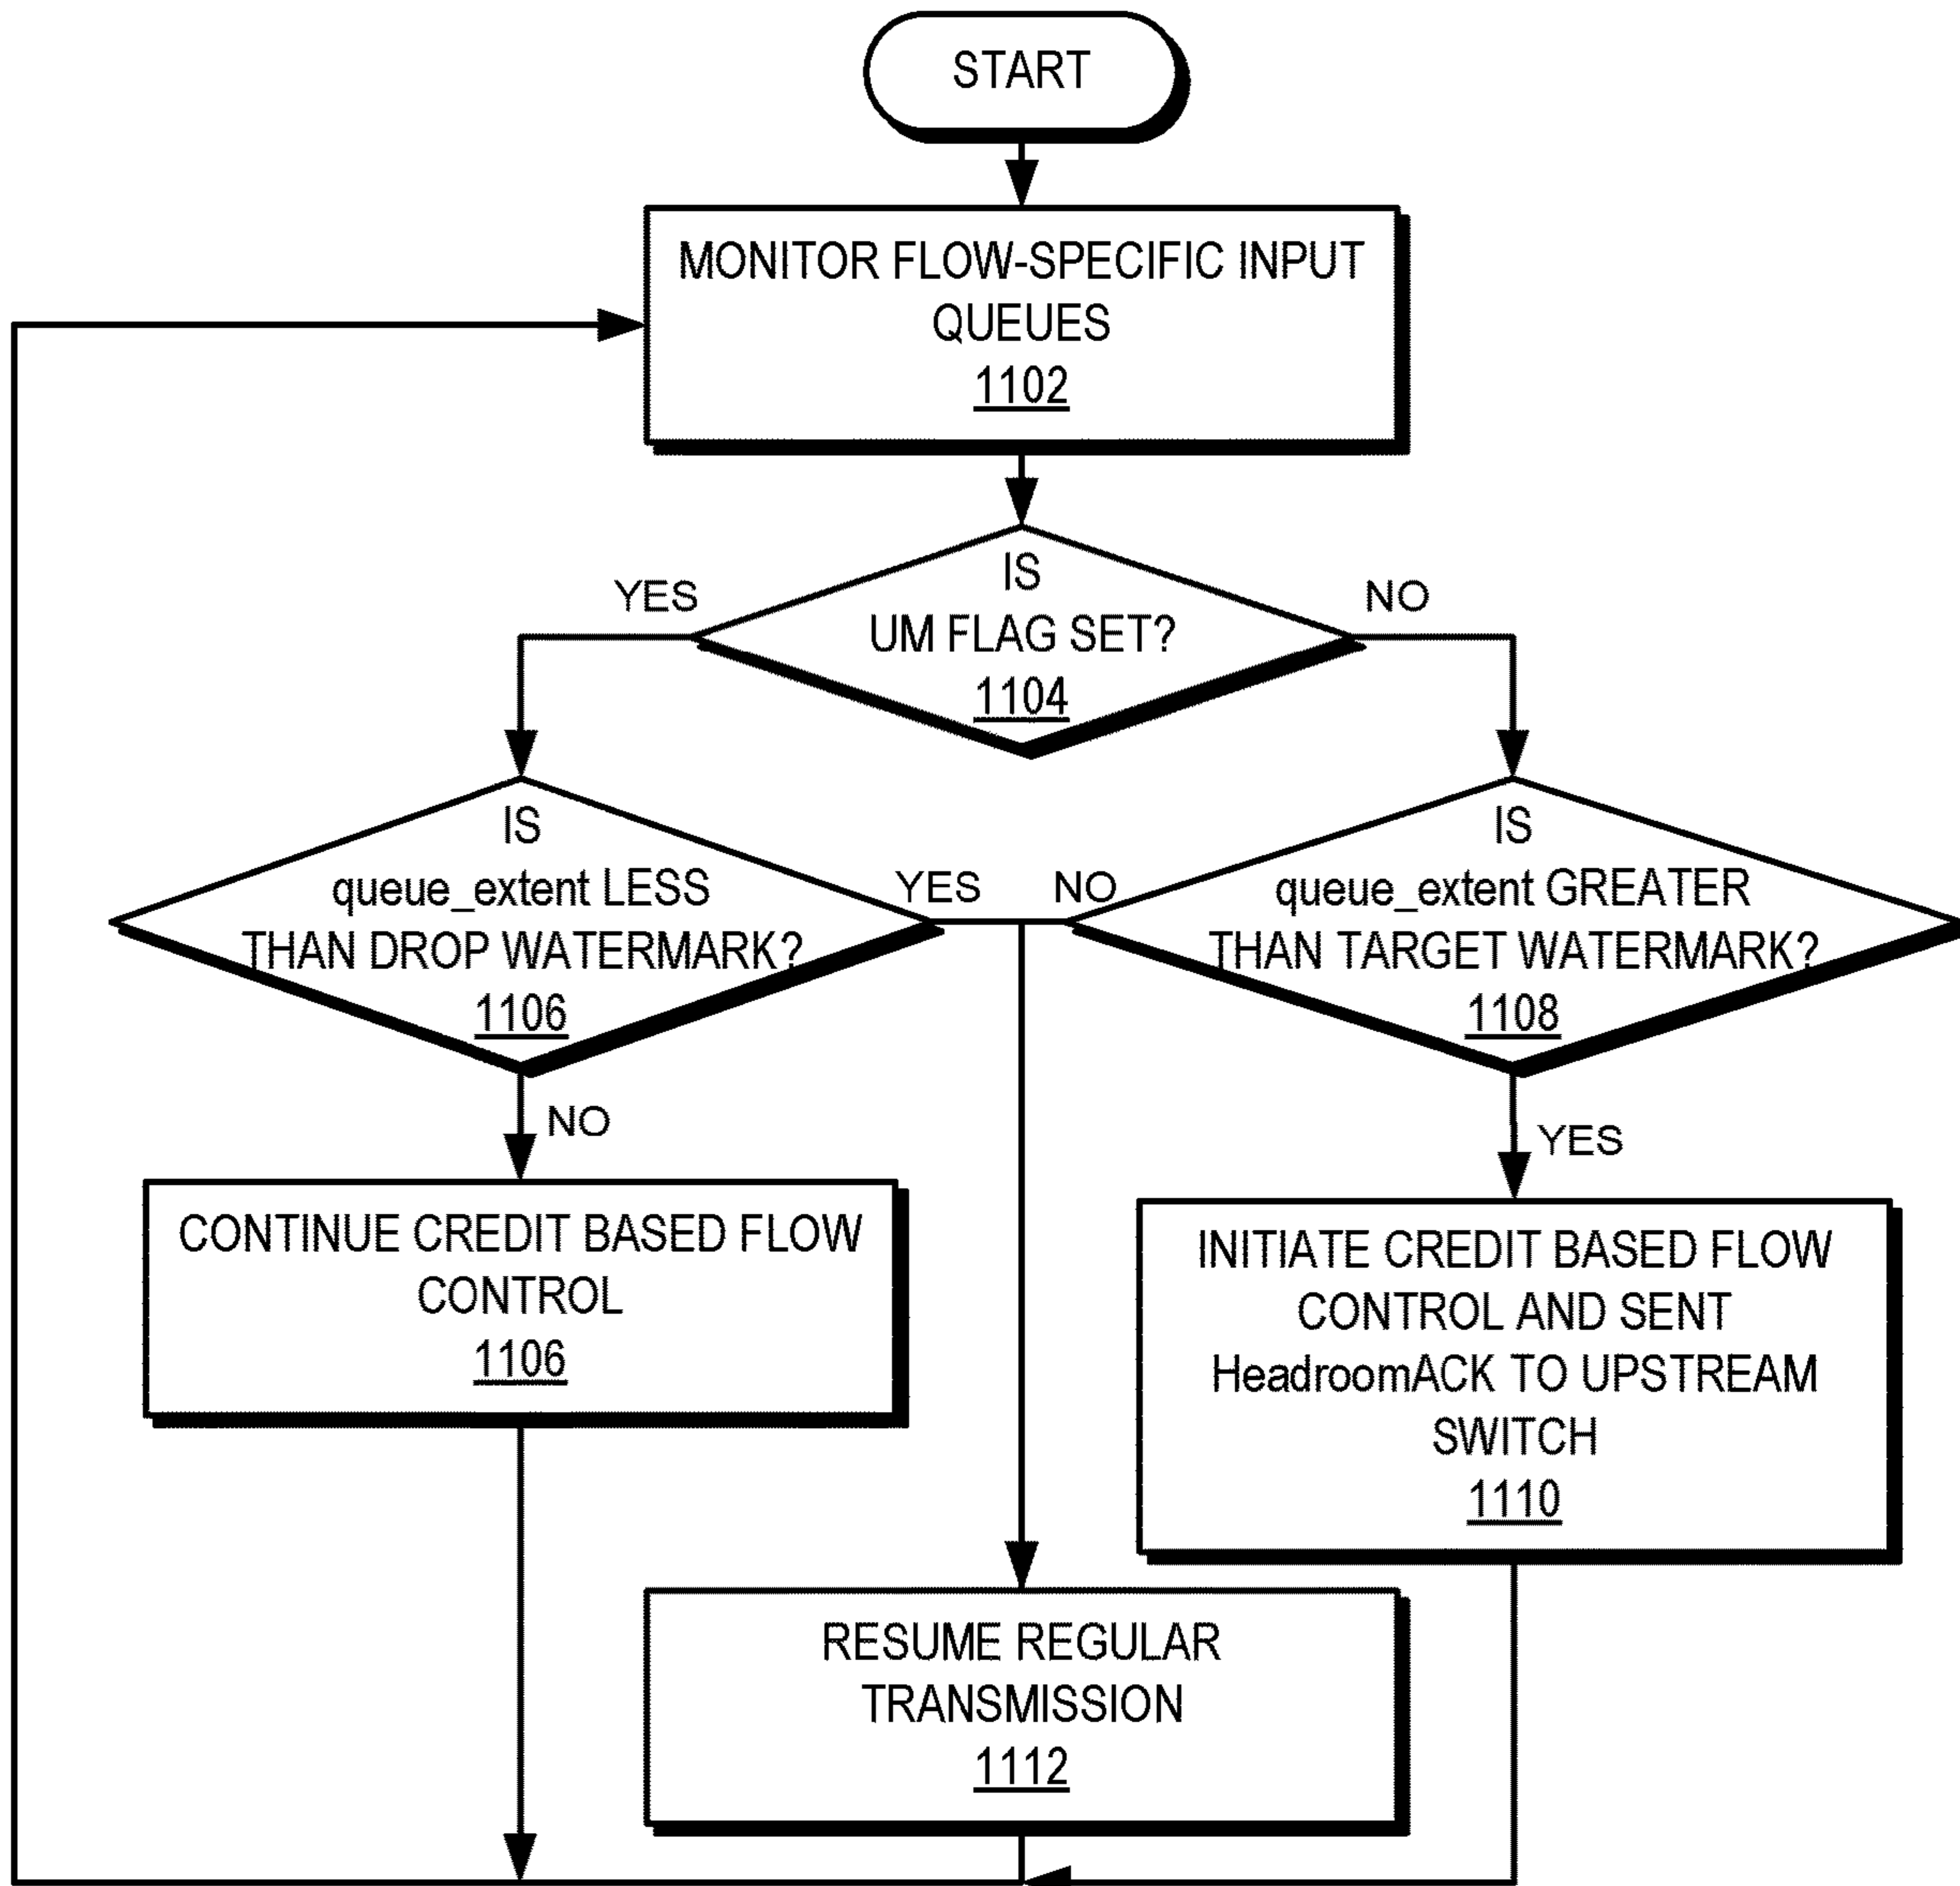 START
MONITOR FLOW-SPECIFIC INPUT
QUEUES
1102
IS
UM FLAG SET?
1104
YES
NO
IS
queue_extent LESS
THAN DROP WATERMARK?
1106
YES
NO
IS
queue_extent GREATER
THAN TARGET WATERMARK?
1108
NO
YES
CONTINUE CREDIT BASED FLOW
CONTROL
1106
INITIATE CREDIT BASED FLOW
CONTROL AND SENT
HeadroomACK TO UPSTREAM
SWITCH
1110
RESUME REGULAR
TRANSMISSION
1112